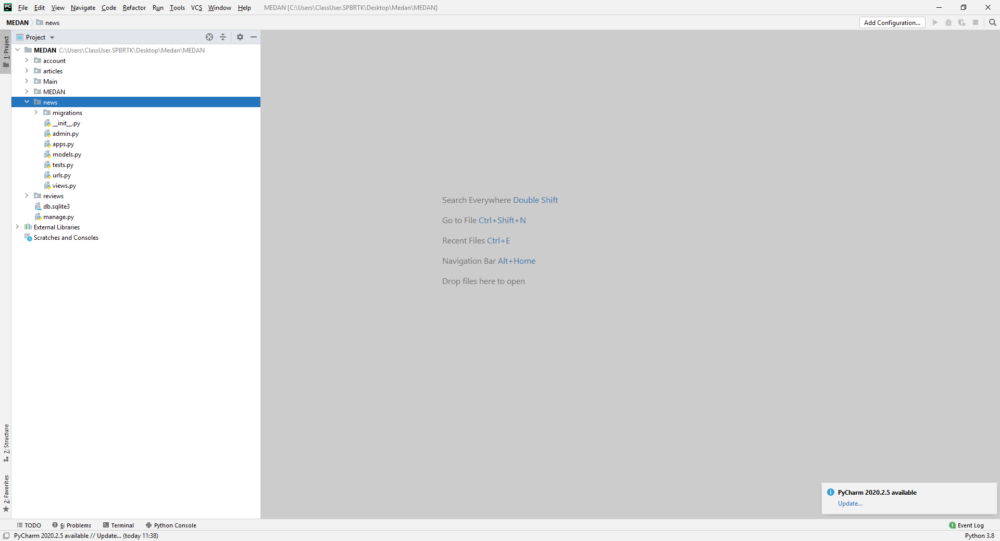 PC File Edit View Navigate Code Refactor Run Tools VCS Window Help MEDAN [C:\Users\ClassUser.SPBRTK\Desktop\Medan\MEDAN]
MEDAN news Add Configuration...
1: Project
Project
MEDAN C:\Users\ClassUser.SPBRTK\Desktop\Medan\MEDAN
account
articles
Main
MEDAN
news
migrations
__init__.py
admin.py
apps.py
models.py
tests.py
urls.py
views.py
reviews
db.sqlite3
manage.py
External Libraries
Scratches and Consoles
Search Everywhere Double Shift
Go to File Ctrl+Shift+N
Recent Files Ctrl+E
Navigation Bar Alt+Home
Drop files here to open
7: Structure
2: Favorites
PyCharm 2020.2.5 available
Update...
TODO 6: Problems Terminal Python Console 1 Event Log
PyCharm 2020.2.5 available // Update... (today 11:38) Python 3.8